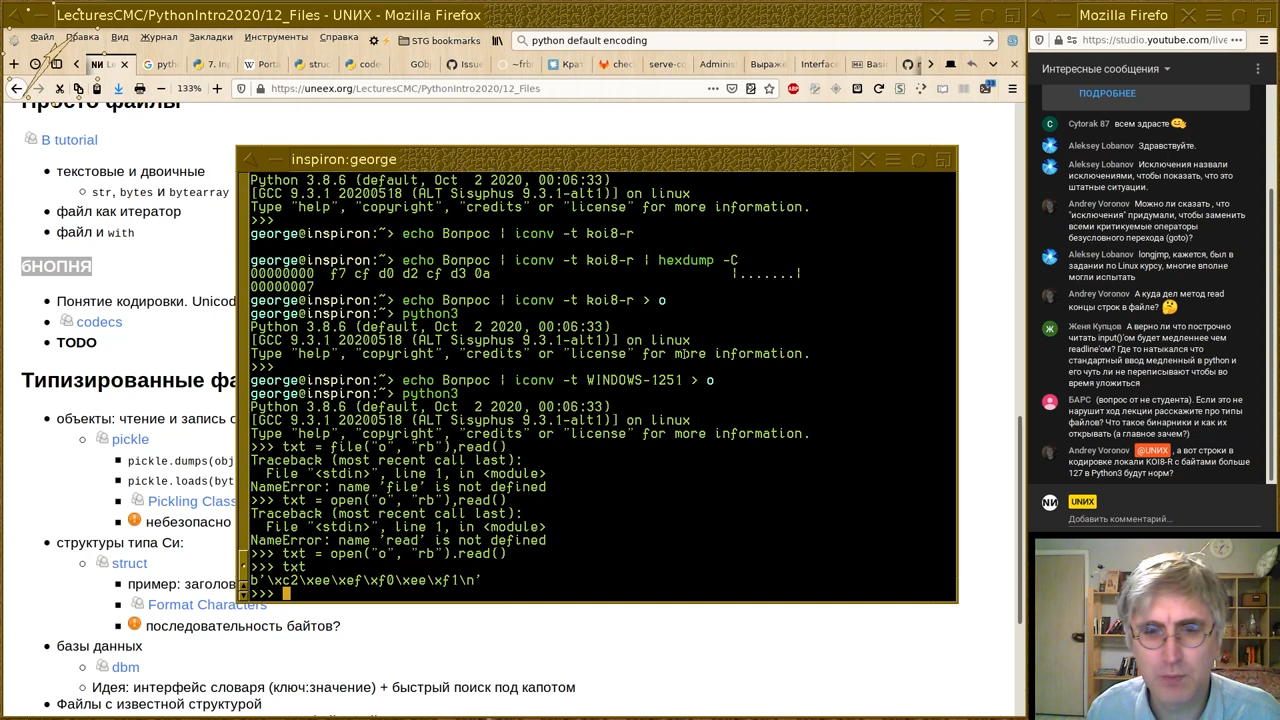 LecturesCMC/PythonIntro2020/12_Files - UNИX - Mozilla Firefox
Файл Правка Вид Журнал Закладки Инструменты Справка
STG bookmarks
python default encoding
133%
https://uneex.org/LecturesCMC/PythonIntro2020/12_Files
Просто файлы
В tutorial
текстовые и двоичные
str, bytes и bytearray
файл как итератор
файл и with
бНОПНЯ
Понятие кодировки. Unicod
codecs
TODO
Типизированные фа
объекты: чтение и запись о
pickle
pickle.dumps(obj
pickle.loads(byt
Pickling Class
небезопасно
структуры типа Си:
struct
пример: заголов
Format Characters
последовательность байтов?
базы данных
dbm
Идея: интерфейс словаря (ключ:значение) + быстрый поиск под капотом
Файлы с известной структурой
inspiron:george
Python 3.8.6 (default, Oct  2 2020, 00:06:33)
[GCC 9.3.1 20200518 (ALT Sisyphus 9.3.1-alt1)] on linux
Type "help", "copyright", "credits" or "license" for more information.
>>>
george@inspiron:~> echo Вопрос | iconv -t koi8-r
george@inspiron:~> echo Вопрос | iconv -t koi8-r | hexdump -C
00000000  f7 cf d0 d2 cf d3 0a                              |.......|
00000007
george@inspiron:~> echo Вопрос | iconv -t koi8-r > o
george@inspiron:~> python3
Python 3.8.6 (default, Oct  2 2020, 00:06:33)
[GCC 9.3.1 20200518 (ALT Sisyphus 9.3.1-alt1)] on linux
Type "help", "copyright", "credits" or "license" for more information.
>>>
george@inspiron:~> echo Вопрос | iconv -t WINDOWS-1251 > o
george@inspiron:~> python3
Python 3.8.6 (default, Oct  2 2020, 00:06:33)
[GCC 9.3.1 20200518 (ALT Sisyphus 9.3.1-alt1)] on linux
Type "help", "copyright", "credits" or "license" for more information.
>>> txt = file("o", "rb"),read()
Traceback (most recent call last):
  File "<stdin>", line 1, in <module>
NameError: name 'file' is not defined
>>> txt = open("o", "rb"),read()
Traceback (most recent call last):
  File "<stdin>", line 1, in <module>
NameError: name 'read' is not defined
>>> txt = open("o", "rb").read()
>>> txt
b'\xc2\xee\xef\xf0\xee\xf1\n'
>>>
Mozilla Firefo
https://studio.youtube.com/live
Интересные сообщения
ПОДРОБНЕЕ
Cytorak 87 всем здрасте
Aleksey Lobanov Здравствуйте.
Aleksey Lobanov Исключения назвали
исключениями, чтобы показать, что это
штатные ситуации.
Andrey Voronov Можно ли сказать, что
"исключения" придумали, чтобы заменить
всеми критикуемые операторы
безусловного перехода (goto)?
Aleksey Lobanov longjmp, кажется, был в
задании по Linux курсу, многие вполне
могли испытать
Andrey Voronov А куда дел метод read
концы строк в файле?
Женя Купцов А верно ли что построчно
читать input()'ом будет медленнее чем
readline'ом? Где то натыкался что
стандартный ввод медленный в python и
его чуть ли не переписывают чтобы во
время уложиться
БАРС (вопрос от не студента). Если это не
нарушит ход лекции расскажите про типы
файлов? Что такое бинарники и как их
открывать (а главное зачем?)
Andrey Voronov @UNИX , а вот строки в
кодировке локали KOI8-R с байтами больше
127 в Python3 будут норм?
UNИX
Добавить комментарий...